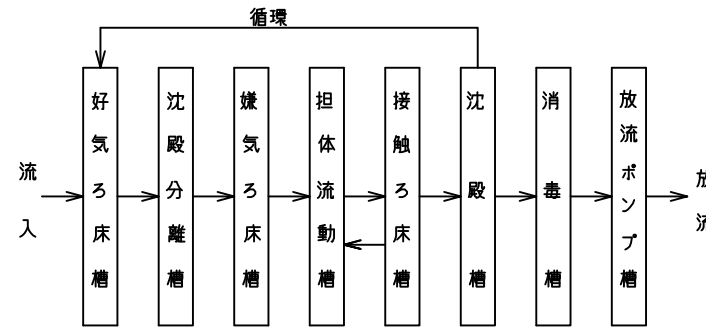 循環
流入
好気ろ床槽
沈殿分離槽
嫌気ろ床槽
担体流動槽
接触ろ床槽
沈殿槽
消毒槽
放流ポンプ槽
放流